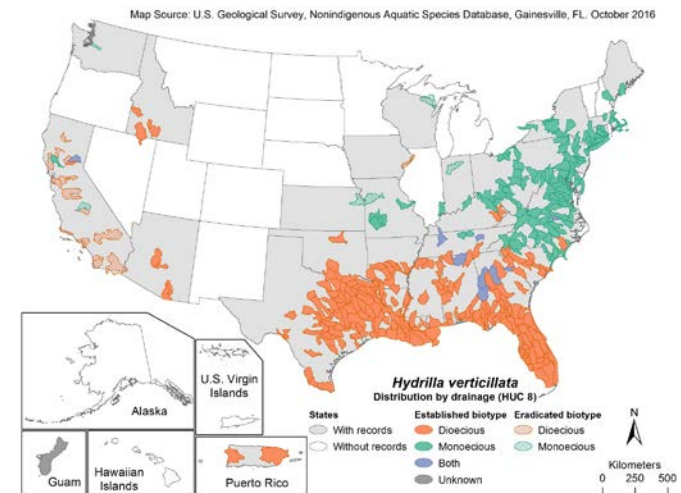 Map Source: U.S. Geological Survey, Nonindigenous Aquatic Species Database, Gainesville, FL. October 2016
Alaska
U.S. Virgin
Islands
Guam
Hawaiian
Islands
Puerto Rico
Hydrilla verticillata
Distribution by drainage (HUC 8)
States
With records
Without records
Established biotype
Dioecious
Monoecious
Both
Unknown
Eradicated biotype
Dioecious
Monoecious
N
Kilometers
0 250 500